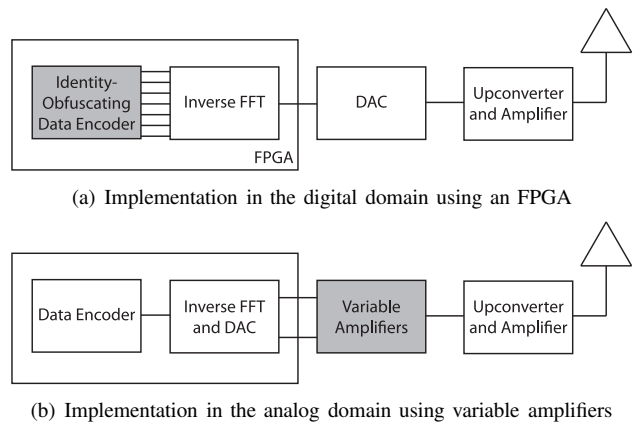 Identity-
Obfuscating
Data Encoder
Inverse FFT
FPGA
DAC
Upconverter
and Amplifier
(a) Implementation in the digital domain using an FPGA
Data Encoder
Inverse FFT
and DAC
Variable
Amplifiers
Upconverter
and Amplifier
(b) Implementation in the analog domain using variable amplifiers